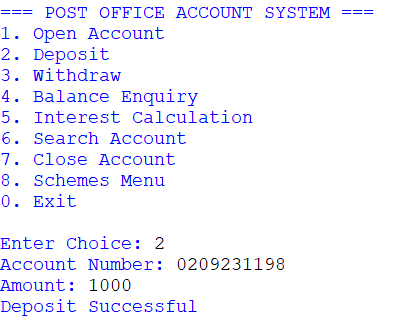 === POST OFFICE ACCOUNT SYSTEM ===
1. Open Account
2. Deposit
3. Withdraw
4. Balance Enquiry
5. Interest Calculation
6. Search Account
7. Close Account
8. Schemes Menu
0. Exit

Enter Choice: 2
Account Number: 0209231198
Amount: 1000
Deposit Successful